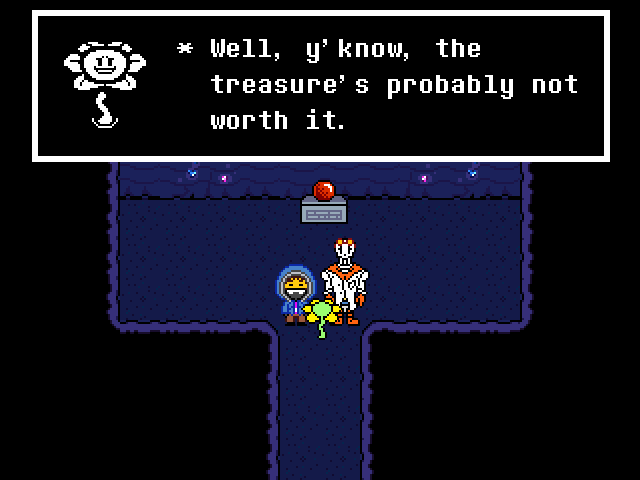 * Well, y'know, the
treasure's probably not
worth it.